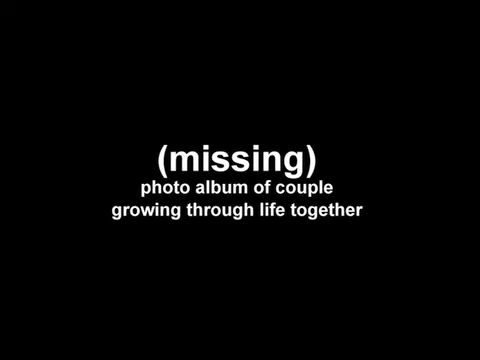 (missing)
photo album of couple
growing through life together